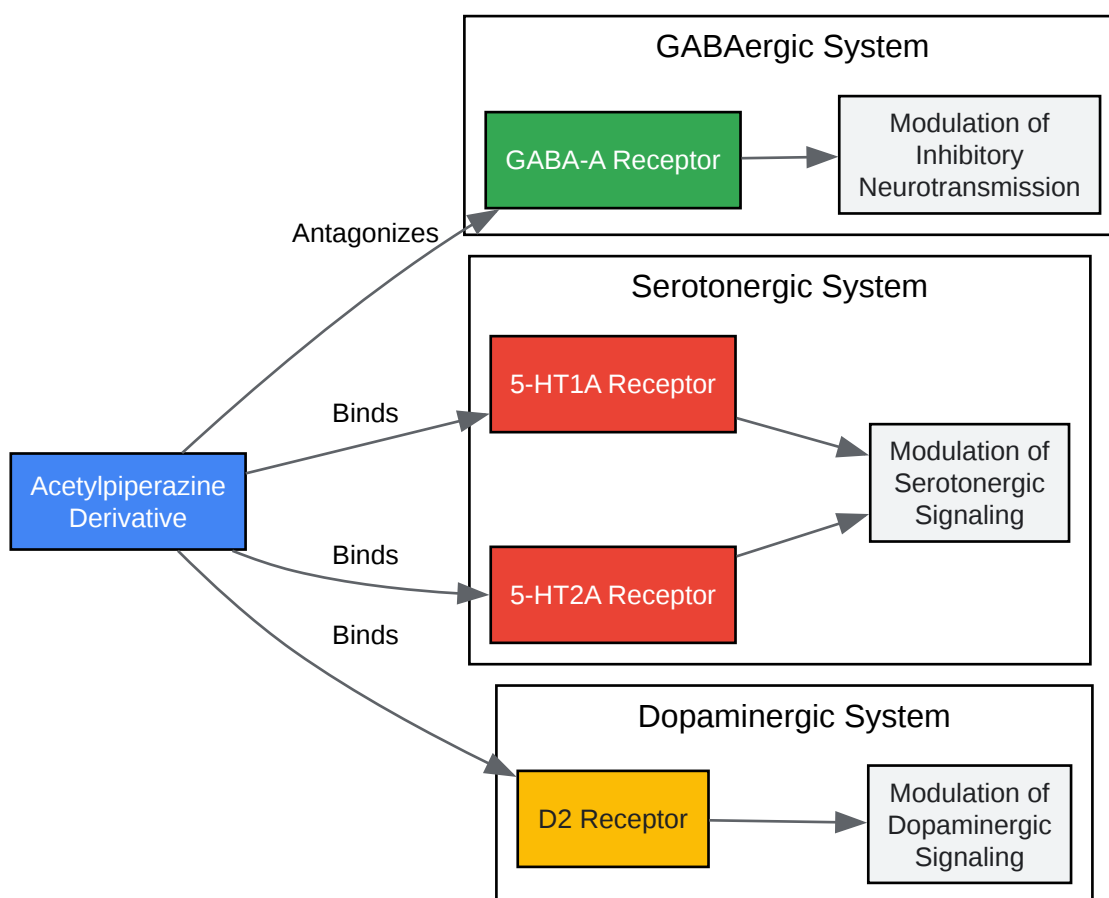 GABAergic System
GABA-A Receptor
Modulation of
Inhibitory
Neurotransmission
Antagonizes
Serotonergic System
5-HT1A Receptor
Binds
Modulation of
Serotonergic
Signaling
Acetylpiperazine
Derivative
Binds
5-HT2A Receptor
Binds
Dopaminergic System
D2 Receptor
Modulation of
Dopaminergic
Signaling